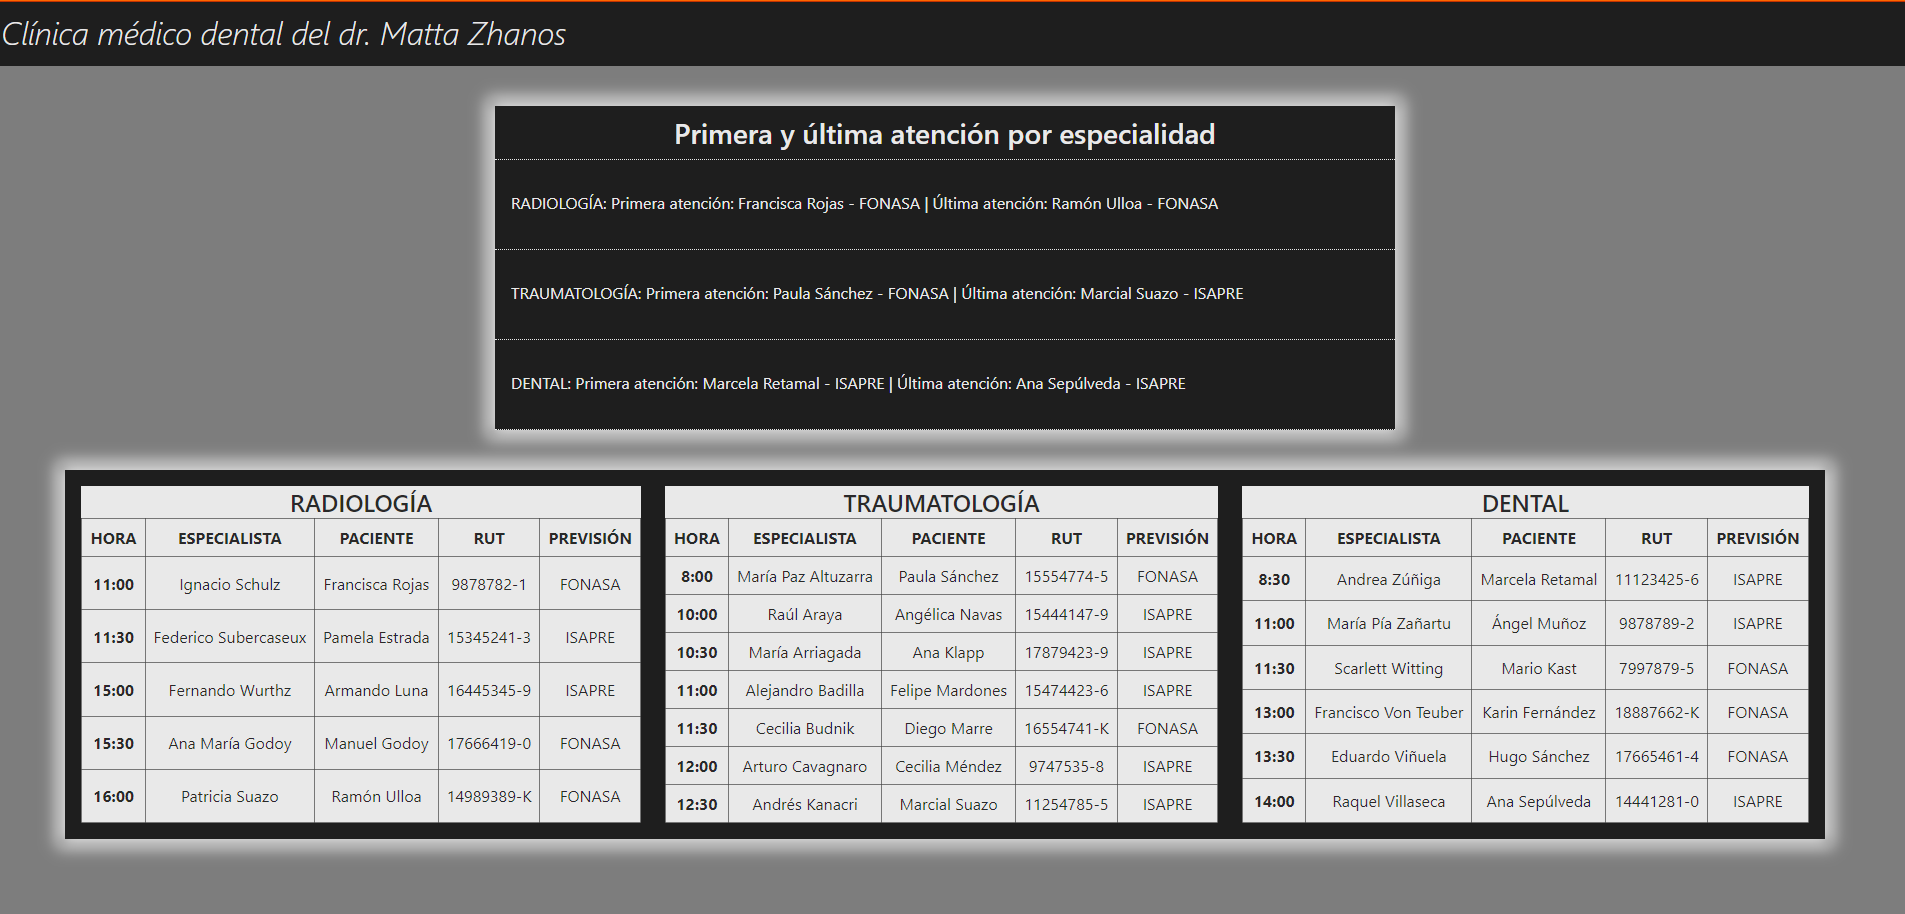 Clínica médico dental del dr. Matta Zhanos
Primera y última atención por especialidad
RADIOLOGÍA: Primera atención: Francisca Rojas - FONASA | Última atención: Ramón Ulloa - FONASA
TRAUMATOLOGÍA: Primera atención: Paula Sánchez - FONASA | Última atención: Marcial Suazo - ISAPRE
DENTAL: Primera atención: Marcela Retamal - ISAPRE | Última atención: Ana Sepúlveda - ISAPRE
RADIOLOGÍA
HORA ESPECIALISTA PACIENTE RUT PREVISIÓN
11:00 Ignacio Schulz Francisca Rojas 9878782-1 FONASA
11:30 Federico Subercaseux Pamela Estrada 15345241-3 ISAPRE
15:00 Fernando Wurthz Armando Luna 16445345-9 ISAPRE
15:30 Ana María Godoy Manuel Godoy 17666419-0 FONASA
16:00 Patricia Suazo Ramón Ulloa 14989389-K FONASA
TRAUMATOLOGÍA
HORA ESPECIALISTA PACIENTE RUT PREVISIÓN
8:00 María Paz Altuzarra Paula Sánchez 15554774-5 FONASA
10:00 Raúl Araya Angélica Navas 15444147-9 ISAPRE
10:30 María Arriagada Ana Klapp 17879423-9 ISAPRE
11:00 Alejandro Badilla Felipe Mardones 15474423-6 ISAPRE
11:30 Cecilia Budnik Diego Marre 16554741-K FONASA
12:00 Arturo Cavagnaro Cecilia Méndez 9747535-8 ISAPRE
12:30 Andrés Kanacri Marcial Suazo 11254785-5 ISAPRE
DENTAL
HORA ESPECIALISTA PACIENTE RUT PREVISIÓN
8:30 Andrea Zúñiga Marcela Retamal 11123425-6 ISAPRE
11:00 María Pía Zañartu Ángel Muñoz 9878789-2 ISAPRE
11:30 Scarlett Witting Mario Kast 7997879-5 FONASA
13:00 Francisco Von Teuber Karin Fernández 18887662-K FONASA
13:30 Eduardo Viñuela Hugo Sánchez 17665461-4 FONASA
14:00 Raquel Villaseca Ana Sepúlveda 14441281-0 ISAPRE